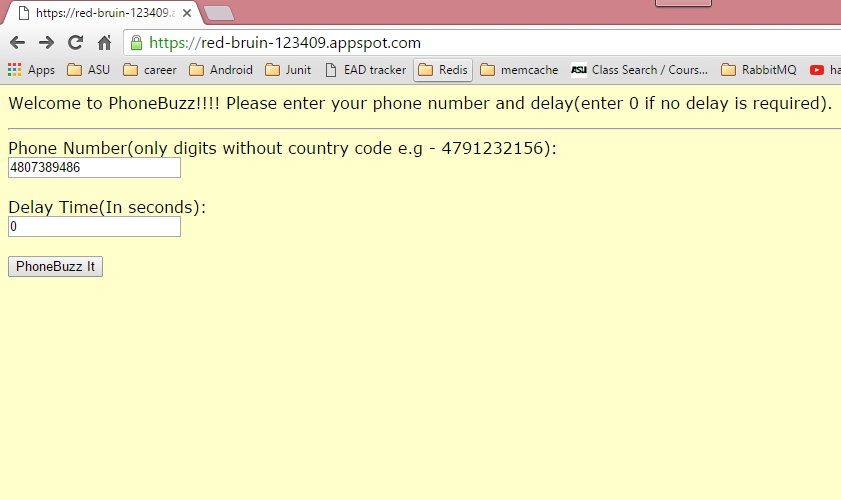 https://red-bruin-123409.a
https://red-bruin-123409.appspot.com
Apps ASU career Android Junit EAD tracker Redis memcache ASU Class Search / Cours... RabbitMQ ha
Welcome to PhoneBuzz!!!! Please enter your phone number and delay(enter 0 if no delay is required).
Phone Number(only digits without country code e.g - 4791232156):
4807389486
Delay Time(In seconds):
0
PhoneBuzz It